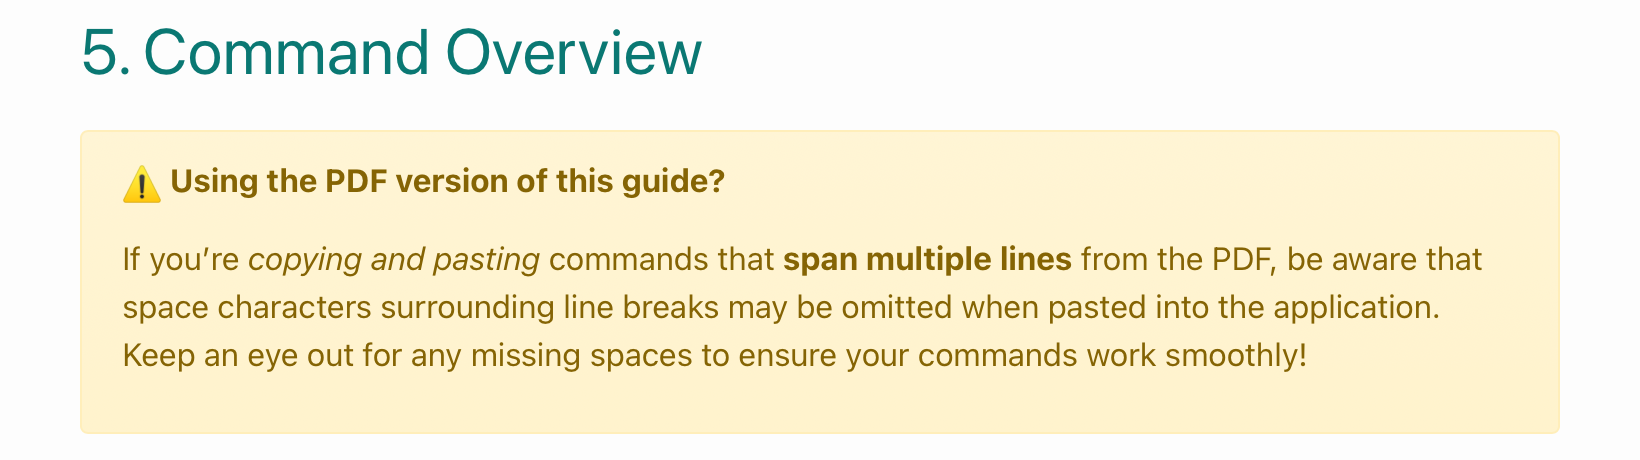 5. Command Overview
⚠️ Using the PDF version of this guide?
If you’re copying and pasting commands that span multiple lines from the PDF, be aware that
space characters surrounding line breaks may be omitted when pasted into the application.
Keep an eye out for any missing spaces to ensure your commands work smoothly!